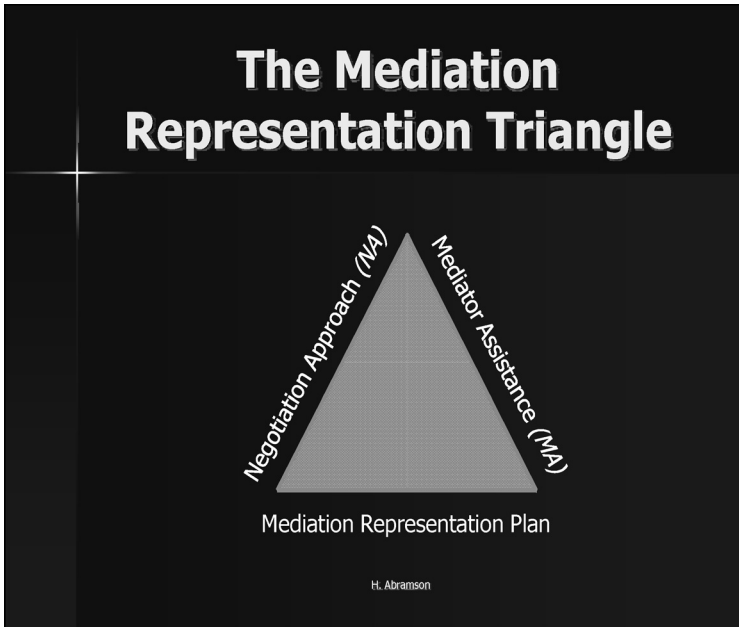 The Mediation
Representation Triangle
Negotiation Approach (NA)
Mediator Assistance (MA)
Mediation Representation Plan
H. Abramson